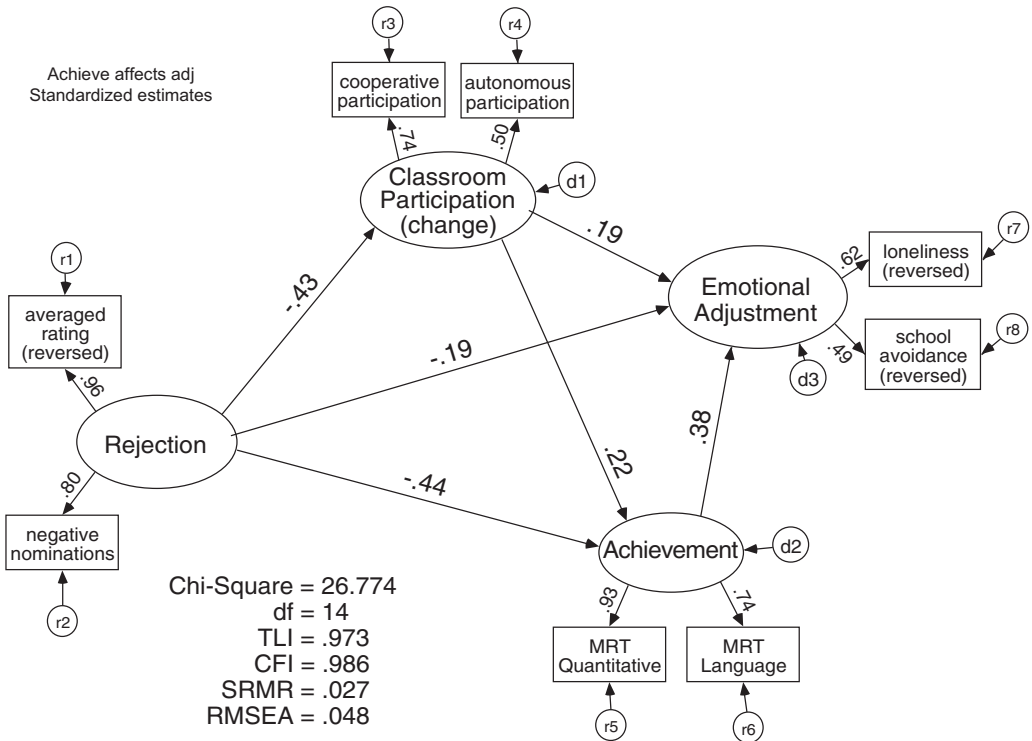 r3
r4
Achieve affects adj
Standardized estimates
cooperative
participation
autonomous
participation
.74
.50
Classroom
Participation
(change)
d1
r1
averaged
rating
(reversed)
.96
-.43
.19
Emotional
Adjustment
.62
loneliness
(reversed)
r7
.49
school
avoidance
(reversed)
r8
d3
-.19
Rejection
.80
negative
nominations
r2
-.44
.22
.38
Achievement
d2
.93
.74
MRT
Quantitative
MRT
Language
r5
r6
Chi-Square = 26.774
df = 14
TLI = .973
CFI = .986
SRMR = .027
RMSEA = .048